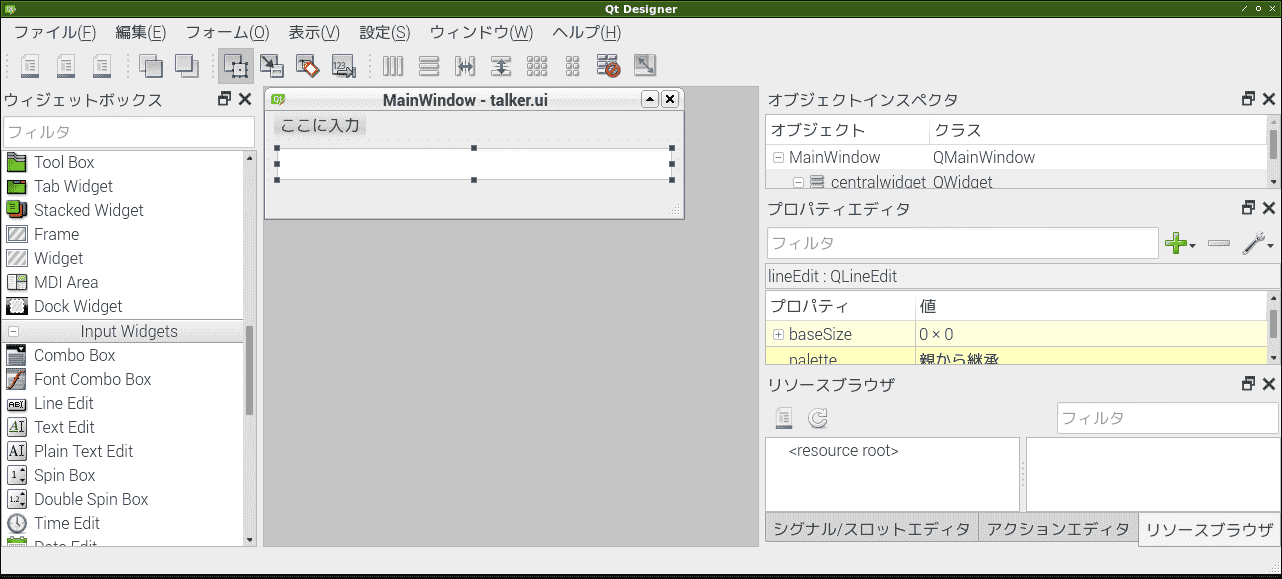 Qt Designer
ファイル(F) 編集(E) フォーム(O) 表示(V) 設定(S) ウィンドウ(W) ヘルプ(H)
ウィジェットボックス
フィルタ
Tool Box
Tab Widget
Stacked Widget
Frame
Widget
MDI Area
Dock Widget
Input Widgets
Combo Box
Font Combo Box
Line Edit
Text Edit
Plain Text Edit
Spin Box
Double Spin Box
Time Edit
Date Edit
MainWindow - talker.ui
ここに入力
オブジェクトインスペクタ
オブジェクト クラス
MainWindow QMainWindow
centralwidget QWidget
プロパティエディタ
フィルタ
lineEdit : QLineEdit
プロパティ 値
baseSize 0 × 0
palette 親から継承
リソースブラウザ
フィルタ
<resource root>
シグナル/スロットエディタ アクションエディタ リソースブラウザ